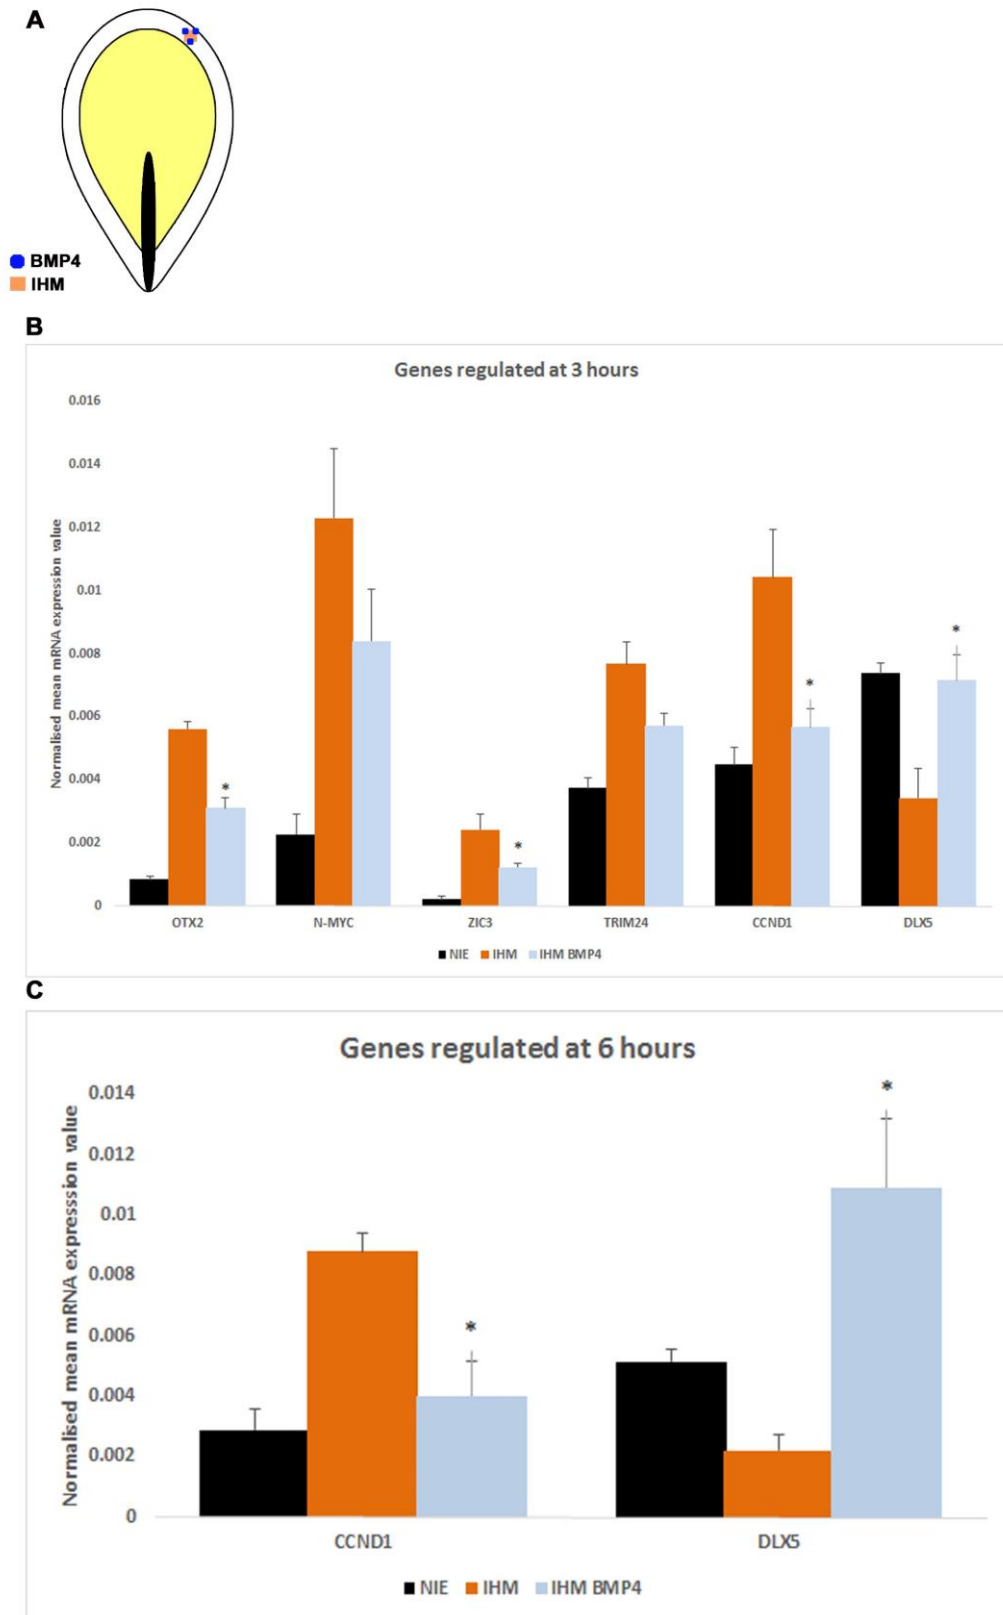 A
BMP4
IHM
B
Genes regulated at 3 hours
Normalised mean mRNA expression value
0.016
0.014
0.012
0.01
0.008
0.006
0.004
0.002
0
*
*
*
*
OTX2 N-MYC ZIC3 TRIM24 CCND1 DLX5
NIE IHM IHM BMP4
C
Genes regulated at 6 hours
Normalised mean mRNA expresssion value
0.014
0.012
0.01
0.008
0.006
0.004
0.002
0
*
*
CCND1 DLX5
NIE IHM IHM BMP4